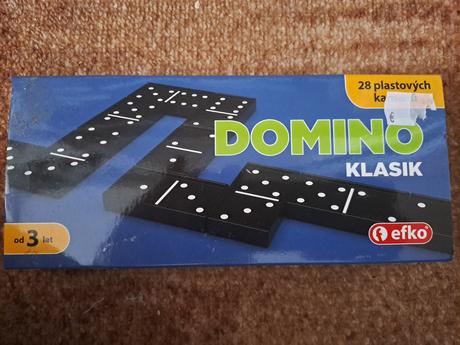 28 plastových
€
DOMINO
KLASIK
od 3 let
efko